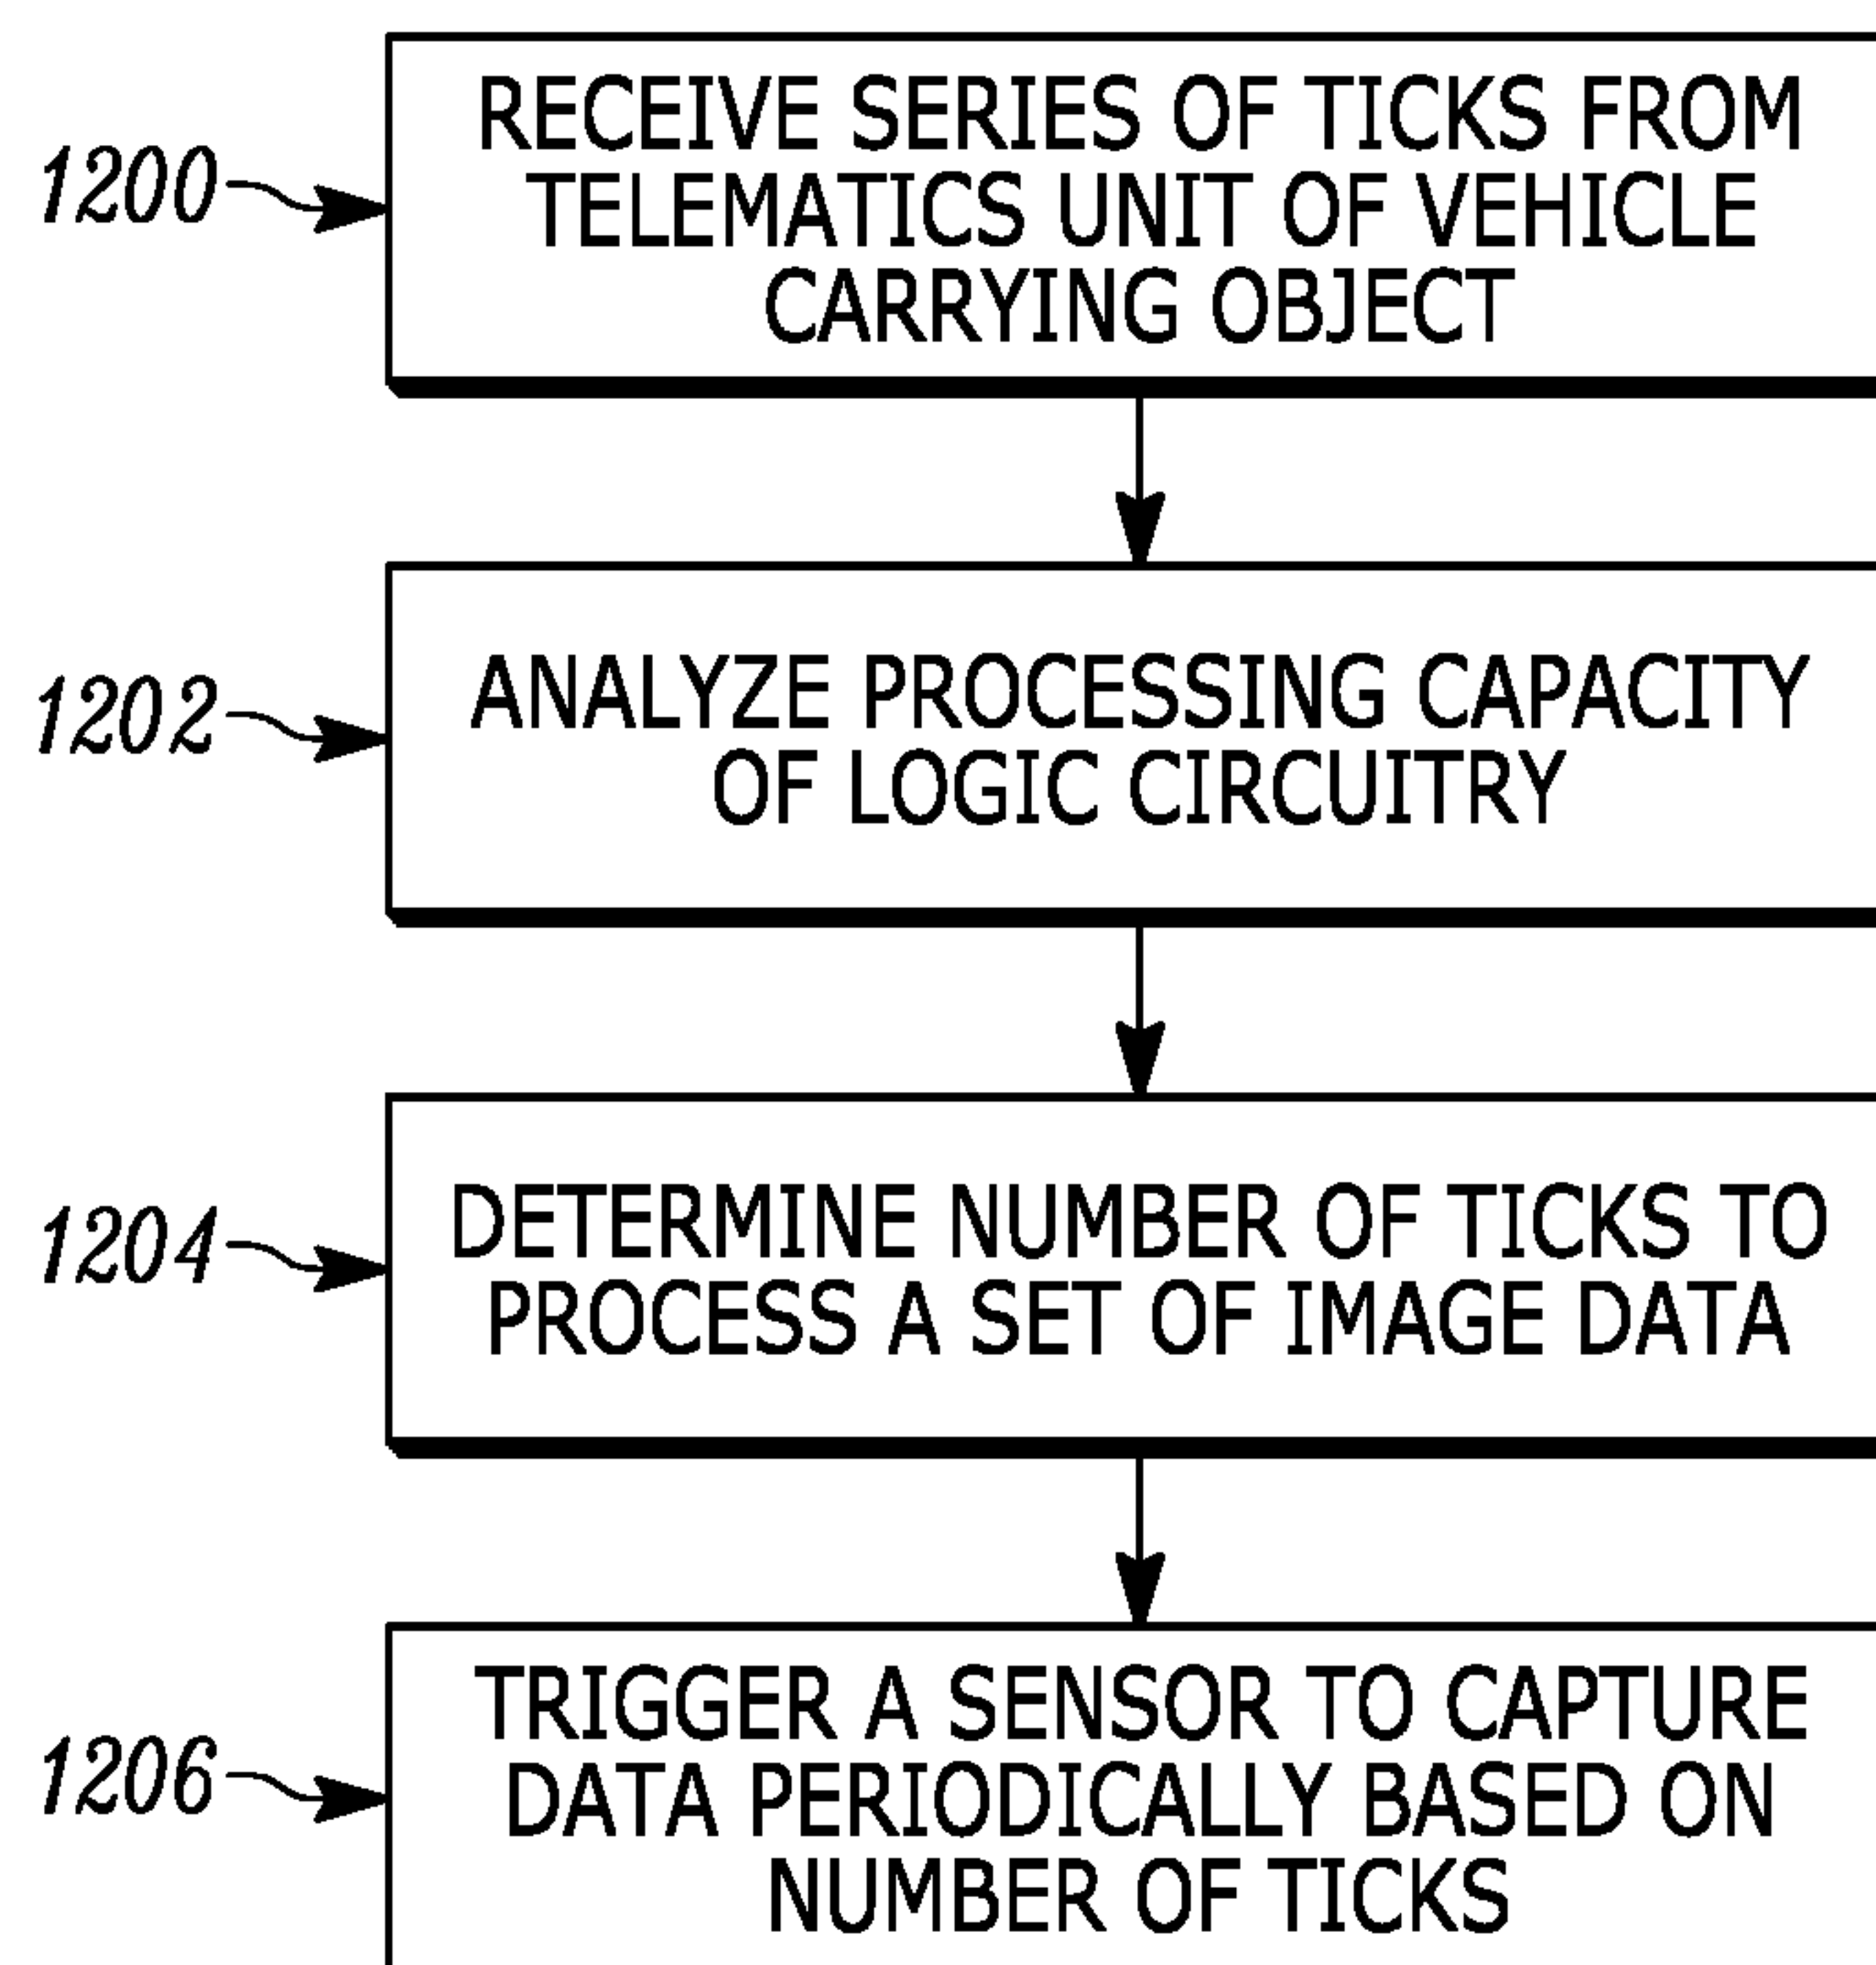 1200
RECEIVE SERIES OF TICKS FROM
TELEMATICS UNIT OF VEHICLE
CARRYING OBJECT
1202
ANALYZE PROCESSING CAPACITY
OF LOGIC CIRCUITRY
1204
DETERMINE NUMBER OF TICKS TO
PROCESS A SET OF IMAGE DATA
1206
TRIGGER A SENSOR TO CAPTURE
DATA PERIODICALLY BASED ON
NUMBER OF TICKS